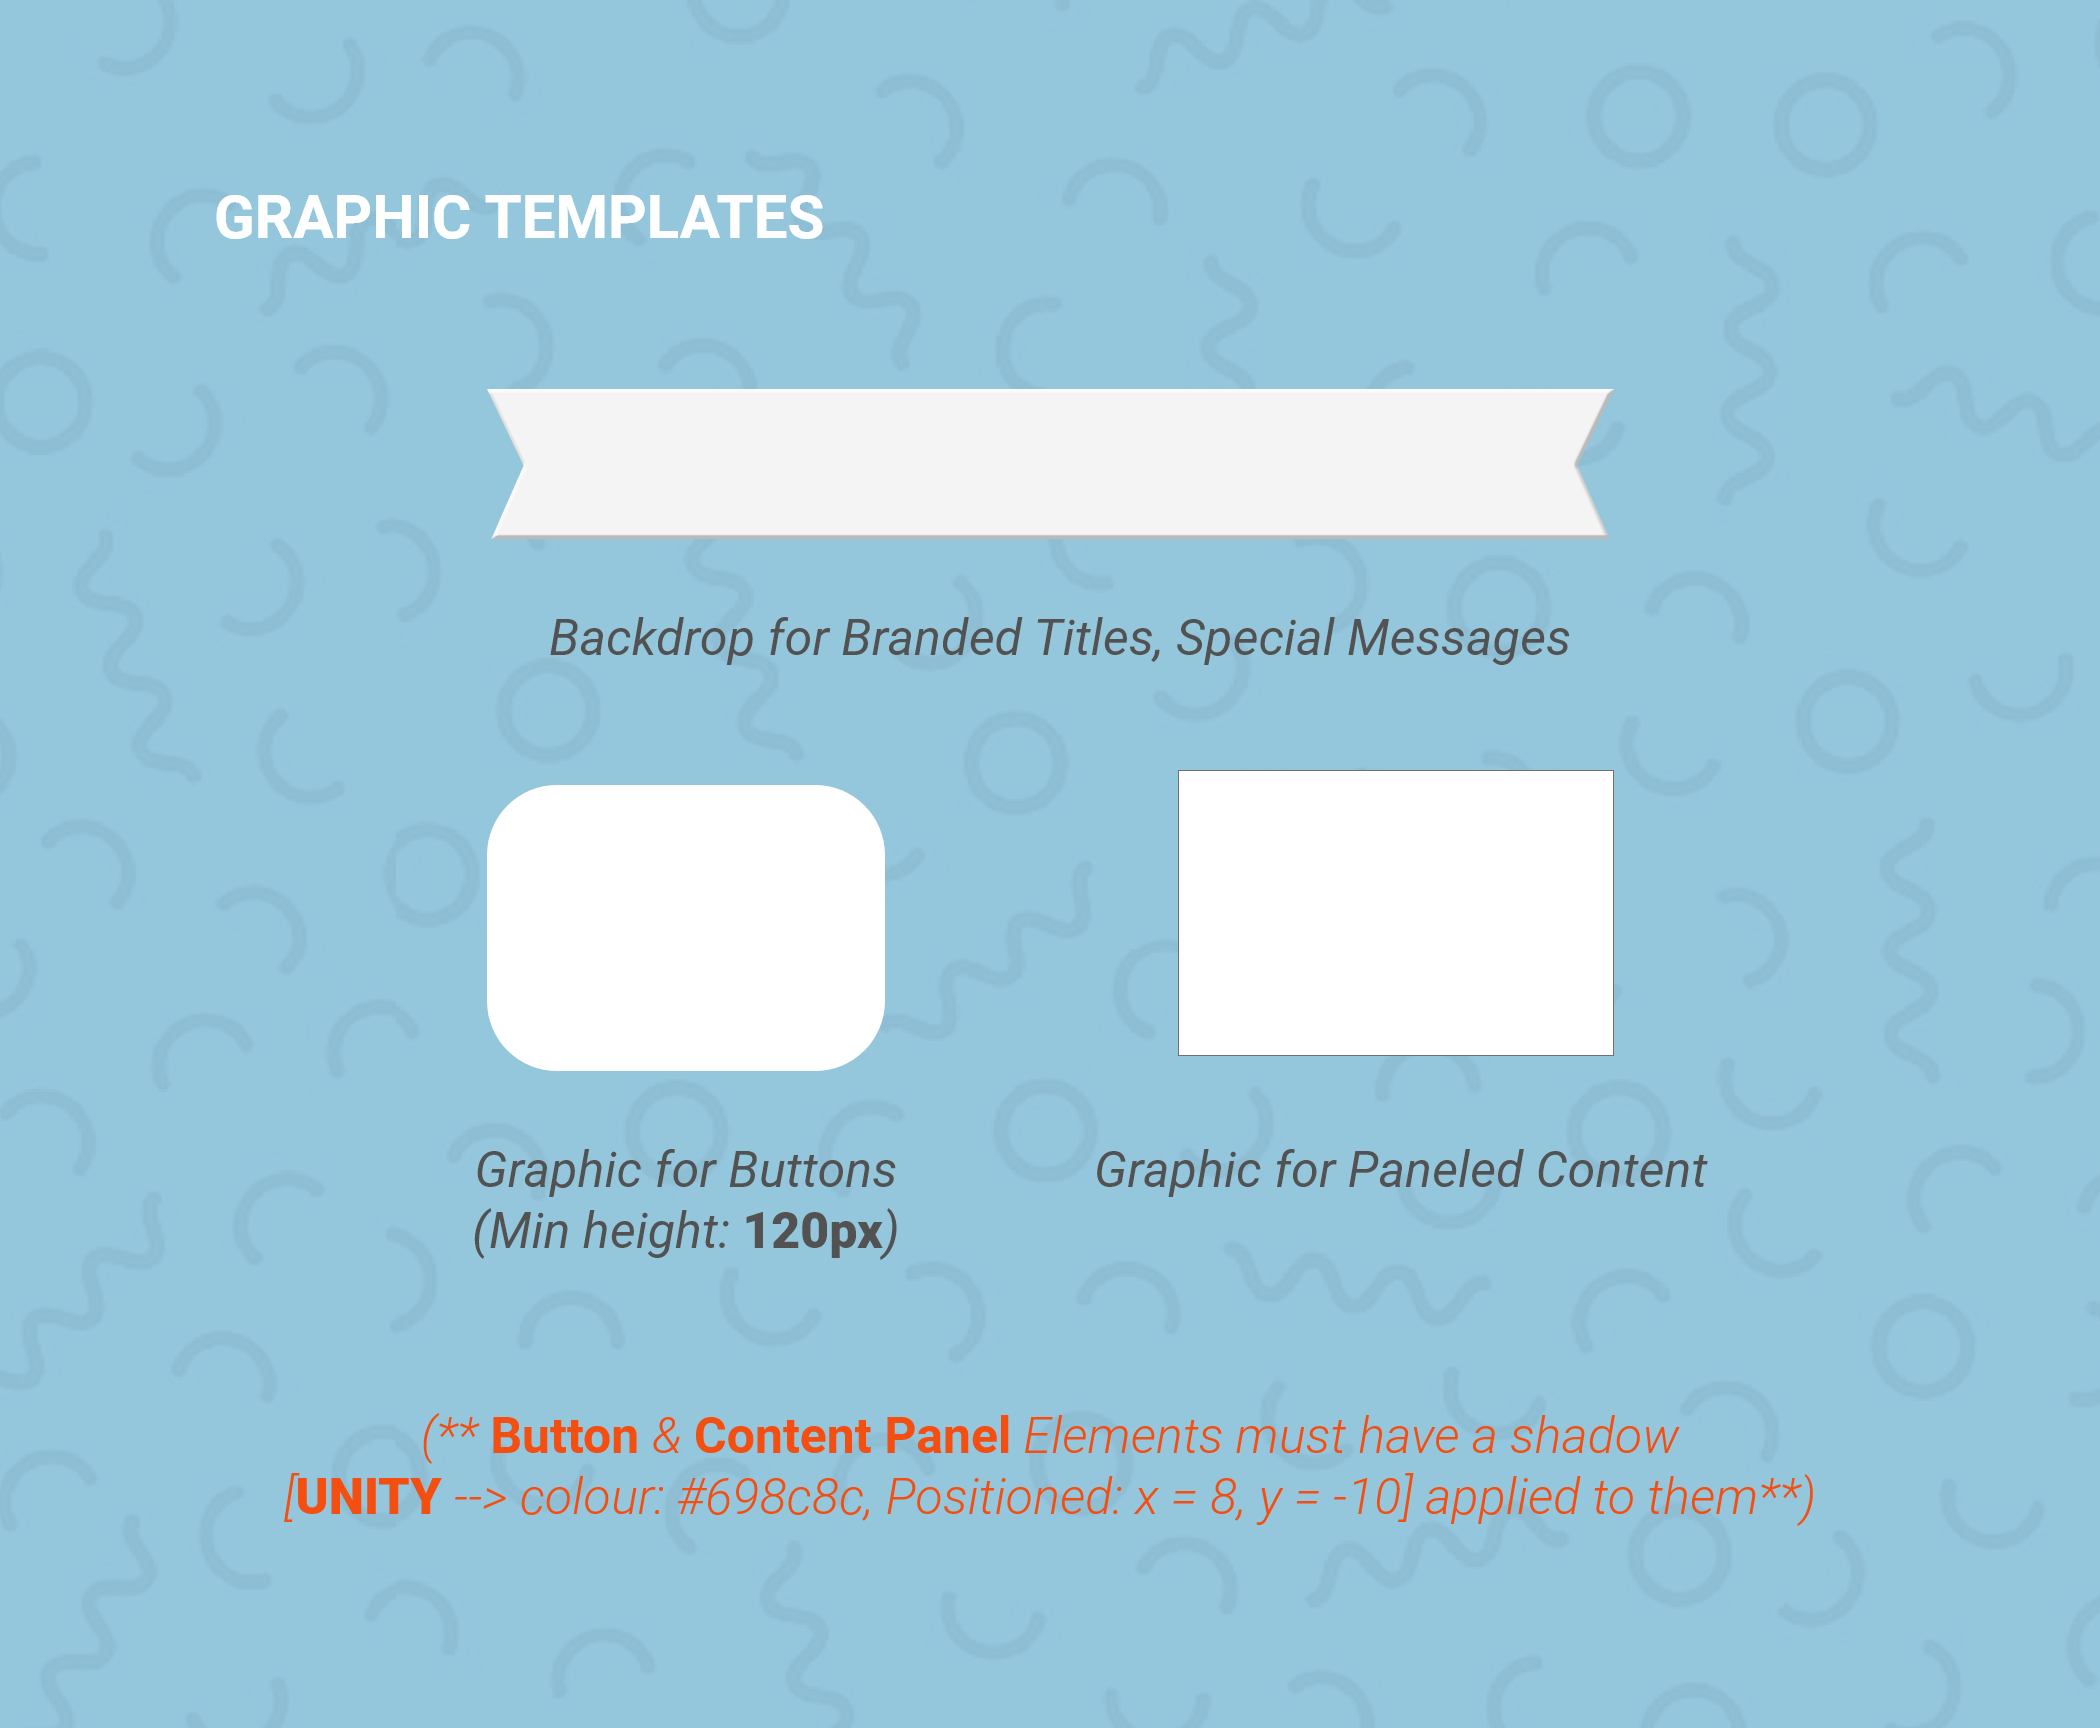 GRAPHIC TEMPLATES
Backdrop for Branded Titles, Special Messages
Graphic for Buttons
(Min height: 120px)
Graphic for Paneled Content
(** Button & Content Panel Elements must have a shadow
[UNITY --> colour: #698c8c, Positioned: x = 8, y = -10] applied to them**)